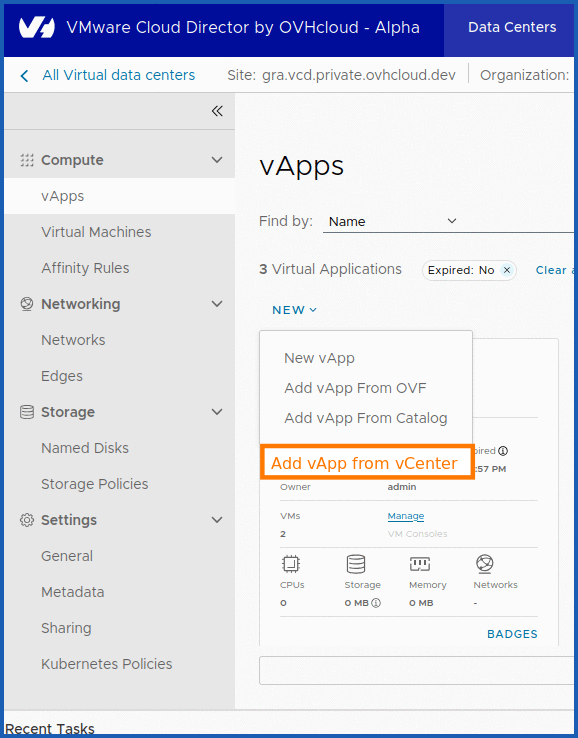 VMware Cloud Director by OVHcloud - Alpha
Data Centers
All Virtual data centers
Site: gra.vcd.private.ovhcloud.dev
Organization:
Compute
vApps
Virtual Machines
Affinity Rules
Networking
Networks
Edges
Storage
Named Disks
Storage Policies
Settings
General
Metadata
Sharing
Kubernetes Policies
vApps
Find by: Name
3 Virtual Applications
Expired: No
Clear
NEW
New vApp
Add vApp From OVF
Add vApp From Catalog
Add vApp from vCenter
:57 PM
Owner admin
VMs Manage
2 VM Consoles
CPUs Storage Memory Networks
0 0 MB 0 MB -
BADGES
Recent Tasks